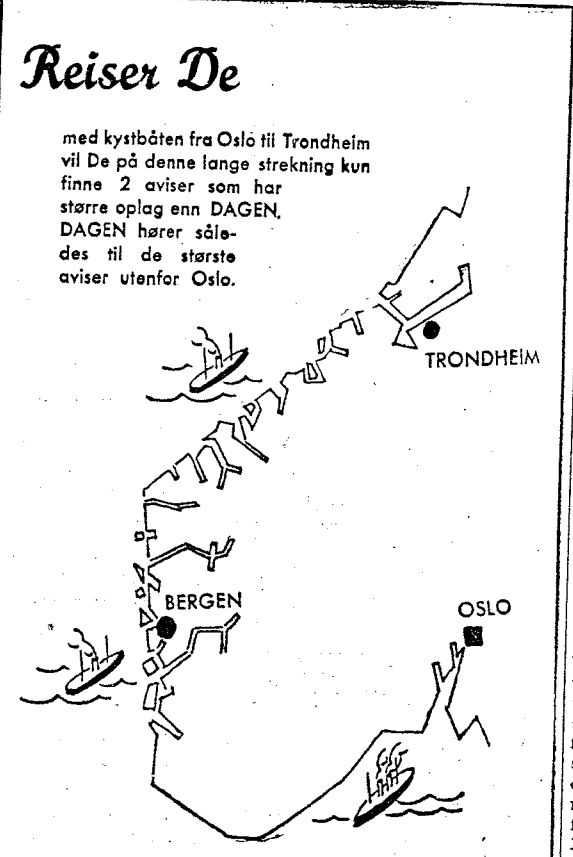 Reiser De
med kystbåten fra Oslo til Trondheim
vil De på denne lange strekning kun
finne 2 aviser som har
større oplag enn DAGEN.
DAGEN hører såle-
des til de største
aviser utenfor Oslo.
TRONDHEIM
BERGEN
OSLO